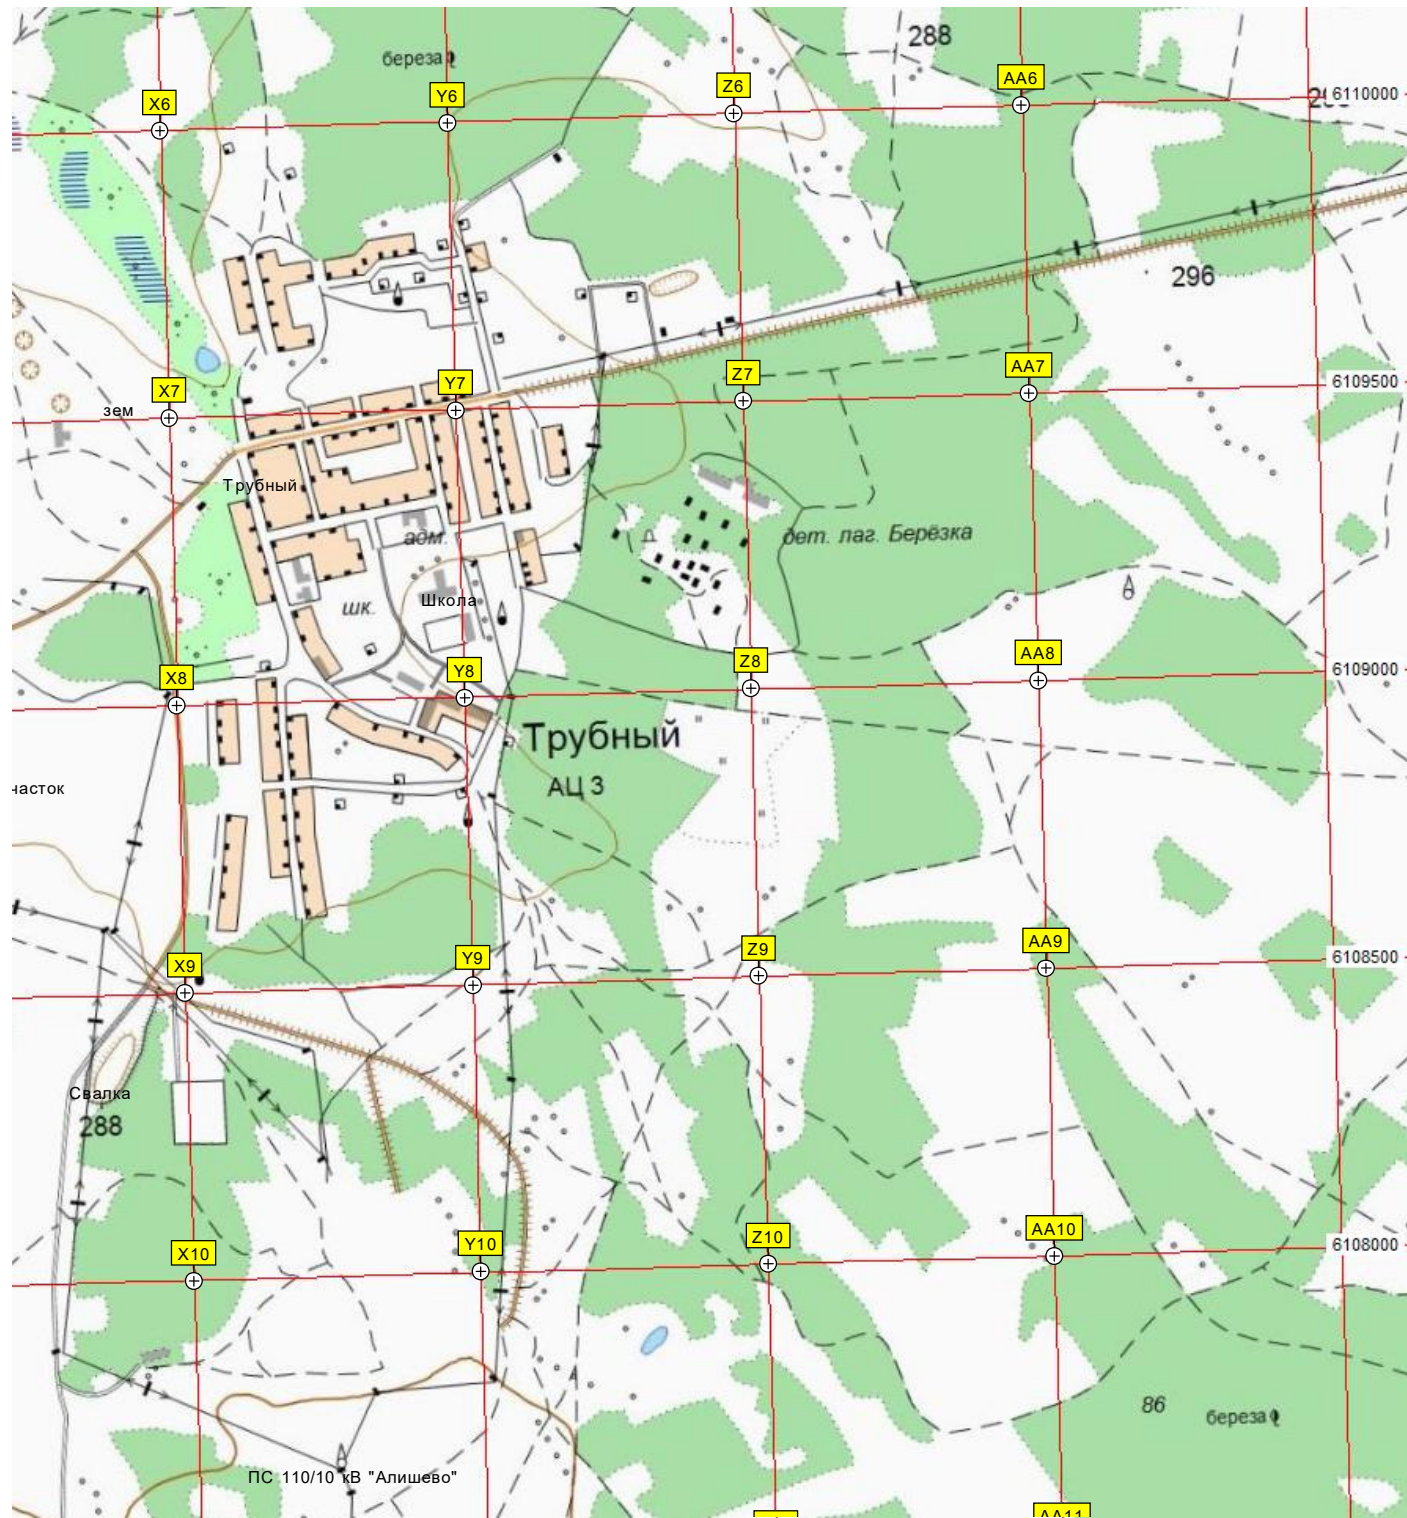 288
береза
AA6
Z6
6110000
Y6
X6
296
AA7
Z7
6109500
Y7
X7
зем
Трубный
адм.
дет. лаг. Берёзка
Школа
шк.
AA8
Z8
6109000
Y8
X8
Трубный
АЦ 3
часток
AA9
Z9
6108500
Y9
X9
Свалка
288
AA10
Z10
6108000
Y10
X10
86
береза
ПС 110/10 кВ "Алишево"
AA11